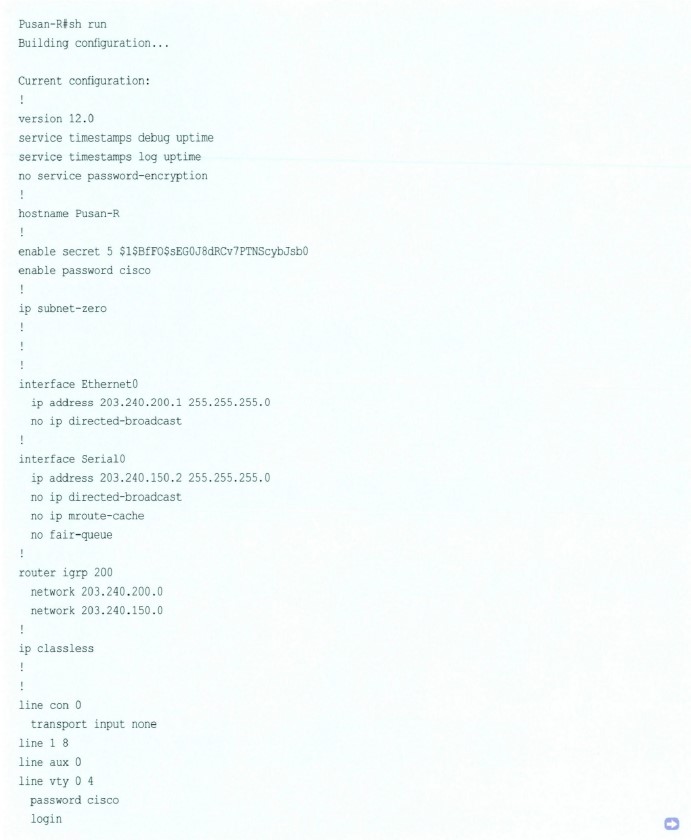 Pusan-R#sh run
Building configuration...
Current configuration:
!
version 12.0
service timestamps debug uptime
service timestamps log uptime
no service password-encryption
!
hostname Pusan-R
!
enable secret 5 $1$BfFO$sEG0J8dRCv7PTNScybJsb0
enable password cisco
!
ip subnet-zero
!
!
!
interface Ethernet0
ip address 203.240.200.1 255.255.255.0
no ip directed-broadcast
!
interface Serial0
ip address 203.240.150.2 255.255.255.0
no ip directed-broadcast
no ip mroute-cache
no fair-queue
!
router igrp 200
network 203.240.200.0
network 203.240.150.0
!
ip classless
!
!
line con 0
transport input none
line 1 8
line aux 0
line vty 0 4
password cisco
login